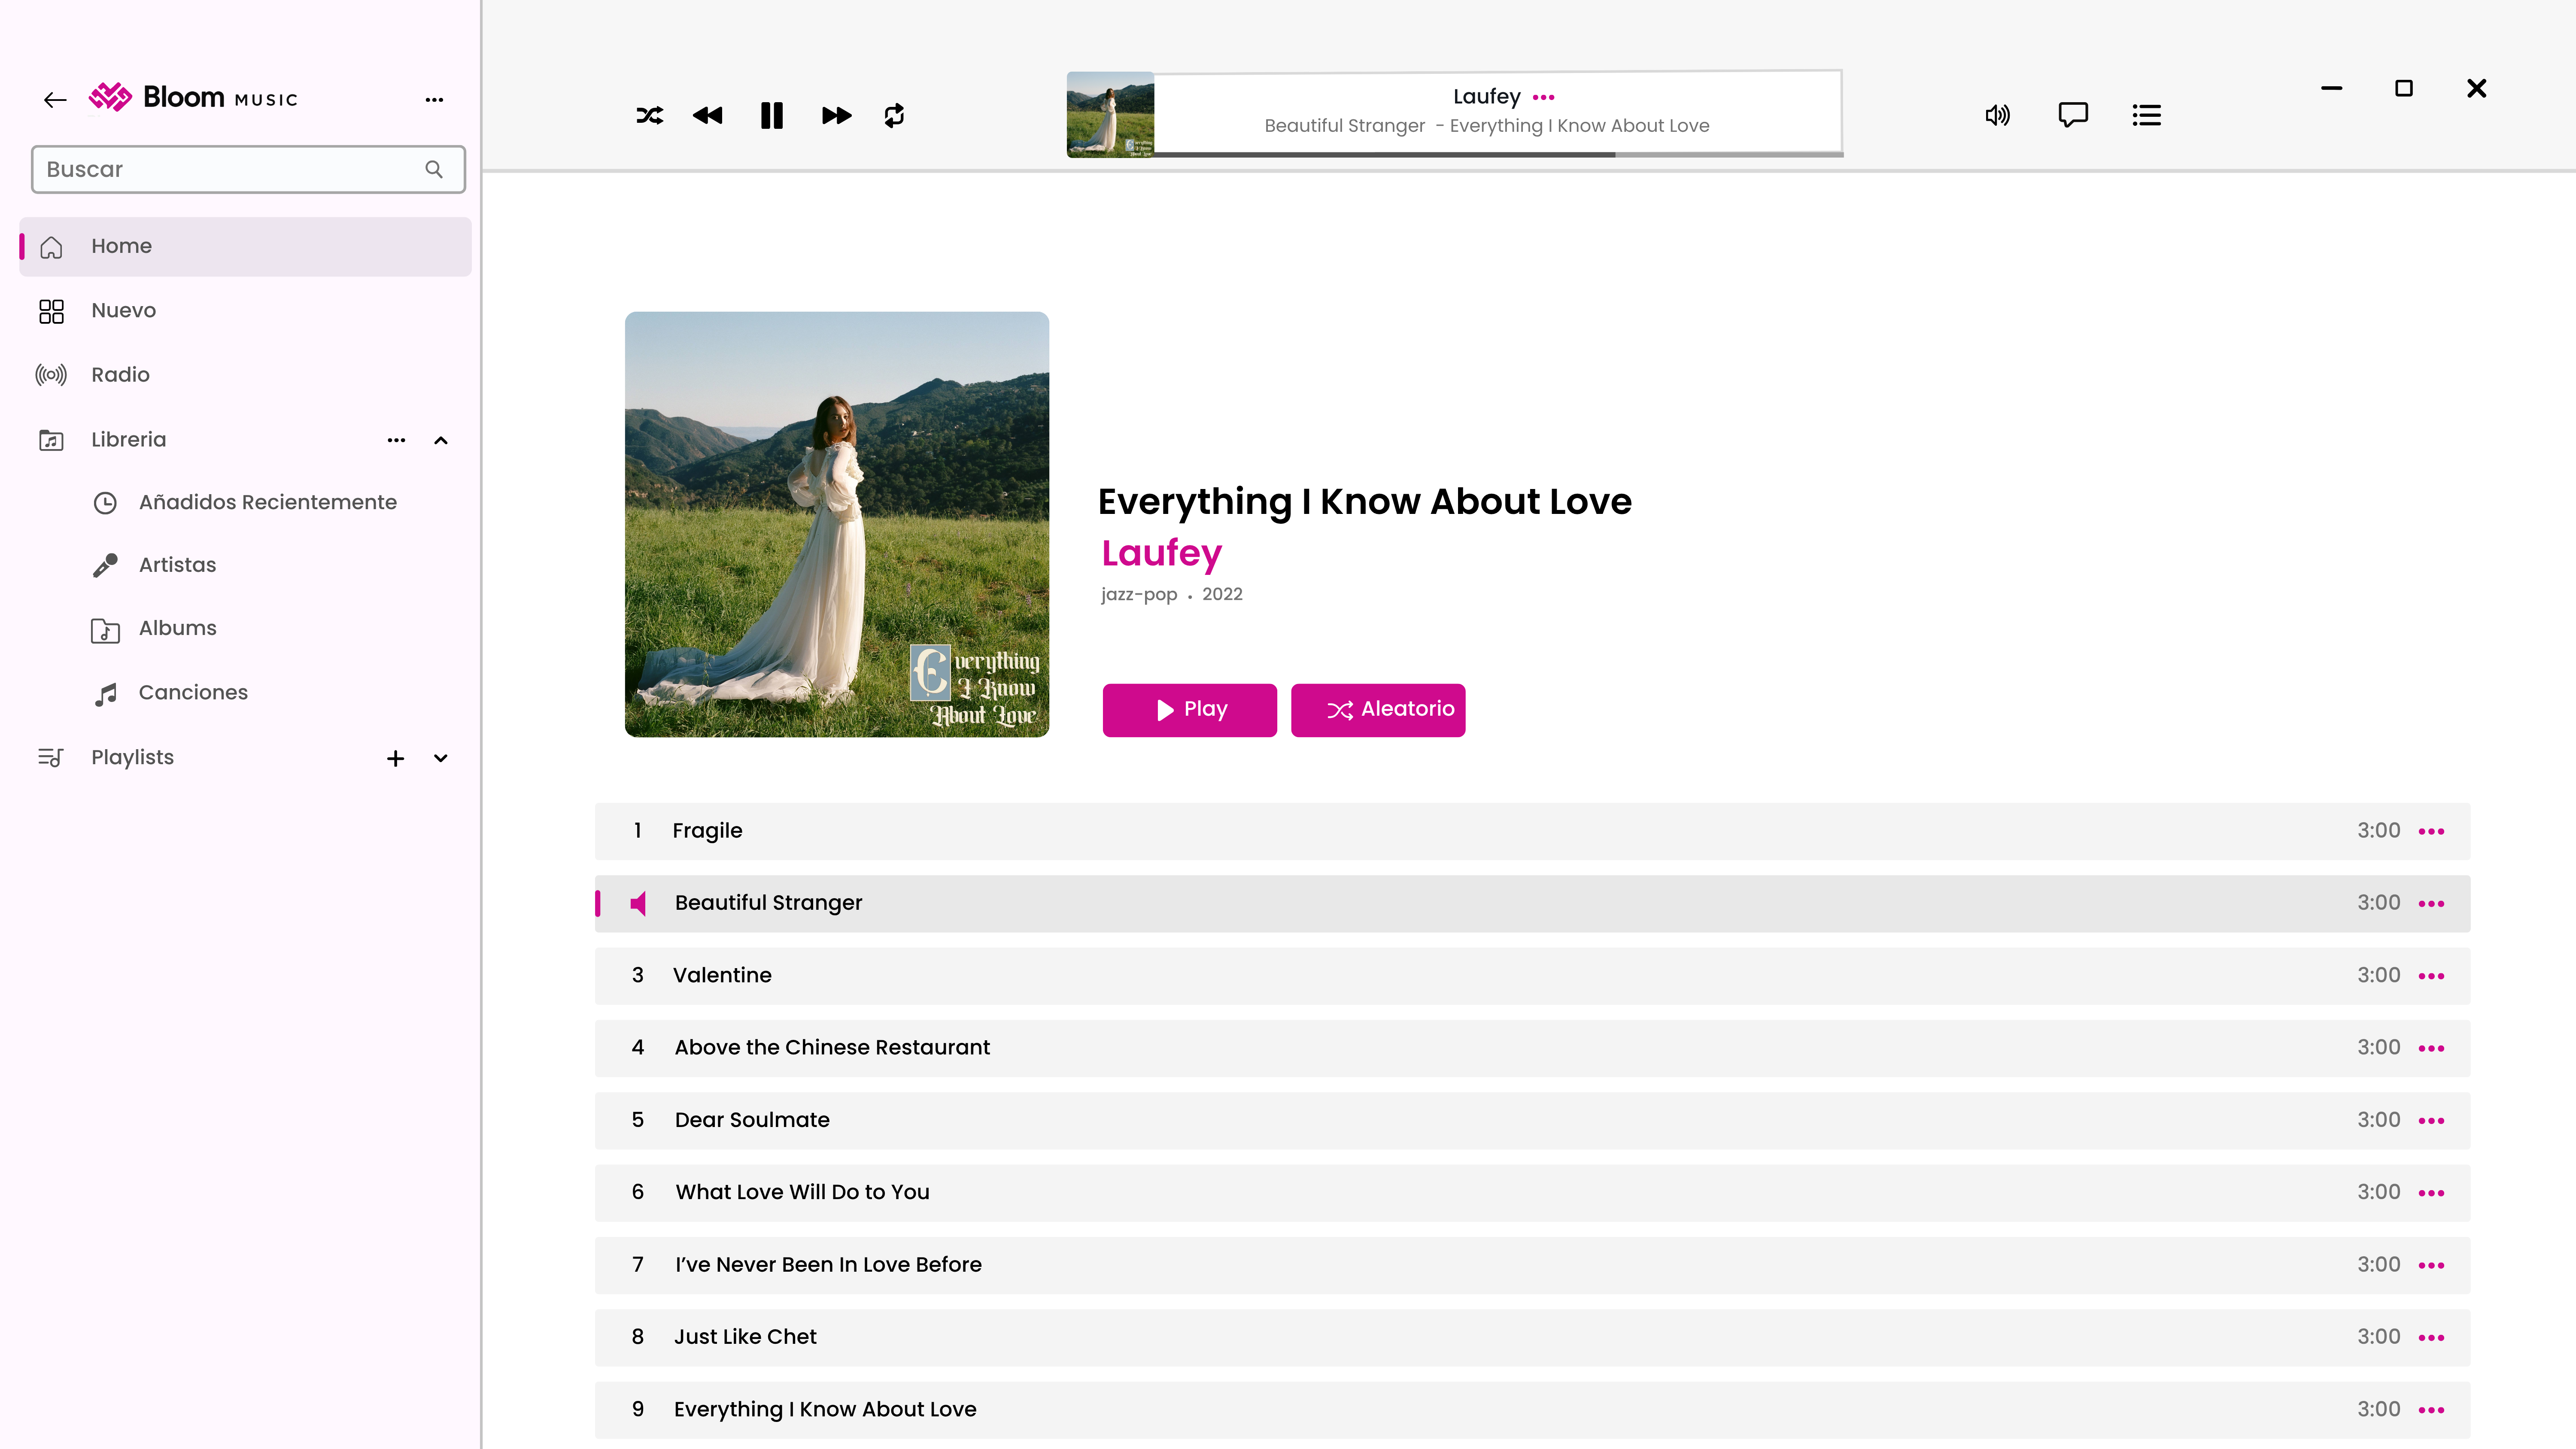 Bloom MUSIC
Buscar
Home
Nuevo
Radio
Libreria
Añadidos Recientemente
Artistas
Albums
Canciones
Playlists
Laufey
Beautiful Stranger - Everything I Know About Love
Everything
I Know
About Love
Everything I Know About Love
Laufey
jazz-pop • 2022
Play
Aleatorio
1 Fragile 3:00
Beautiful Stranger 3:00
3 Valentine 3:00
4 Above the Chinese Restaurant 3:00
5 Dear Soulmate 3:00
6 What Love Will Do to You 3:00
7 I’ve Never Been In Love Before 3:00
8 Just Like Chet 3:00
9 Everything I Know About Love 3:00